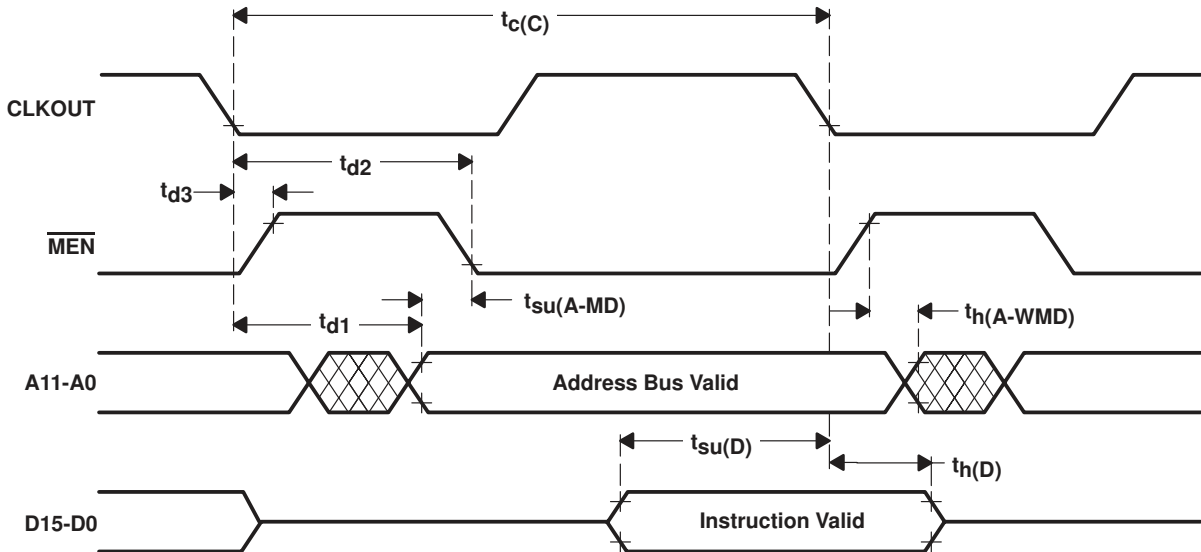 tc(C)
CLKOUT
td2
td3
MEN
tsu(A-MD)
td1
th(A-WMD)
A11-A0
Address Bus Valid
tsu(D)
th(D)
D15-D0
Instruction Valid